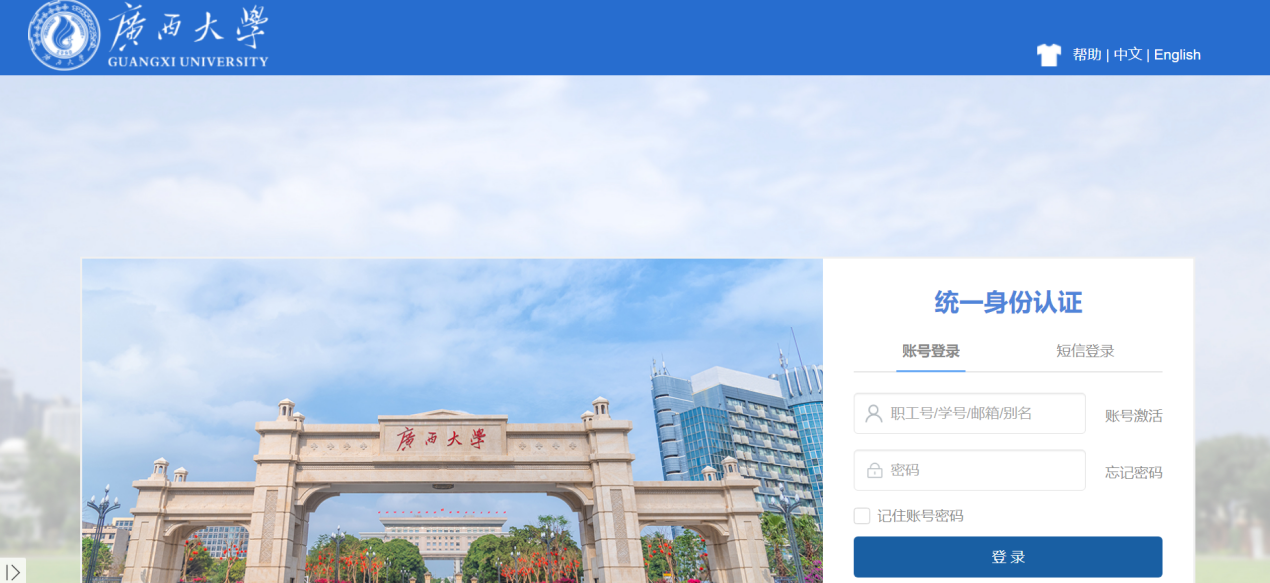 廣西大學
GUANGXI UNIVERSITY
帮助 | 中文 | English
廣西大學
统一身份认证
账号登录 短信登录
职工号/学号/邮箱/别名 账号激活
密码 忘记密码
记住账号密码
登 录